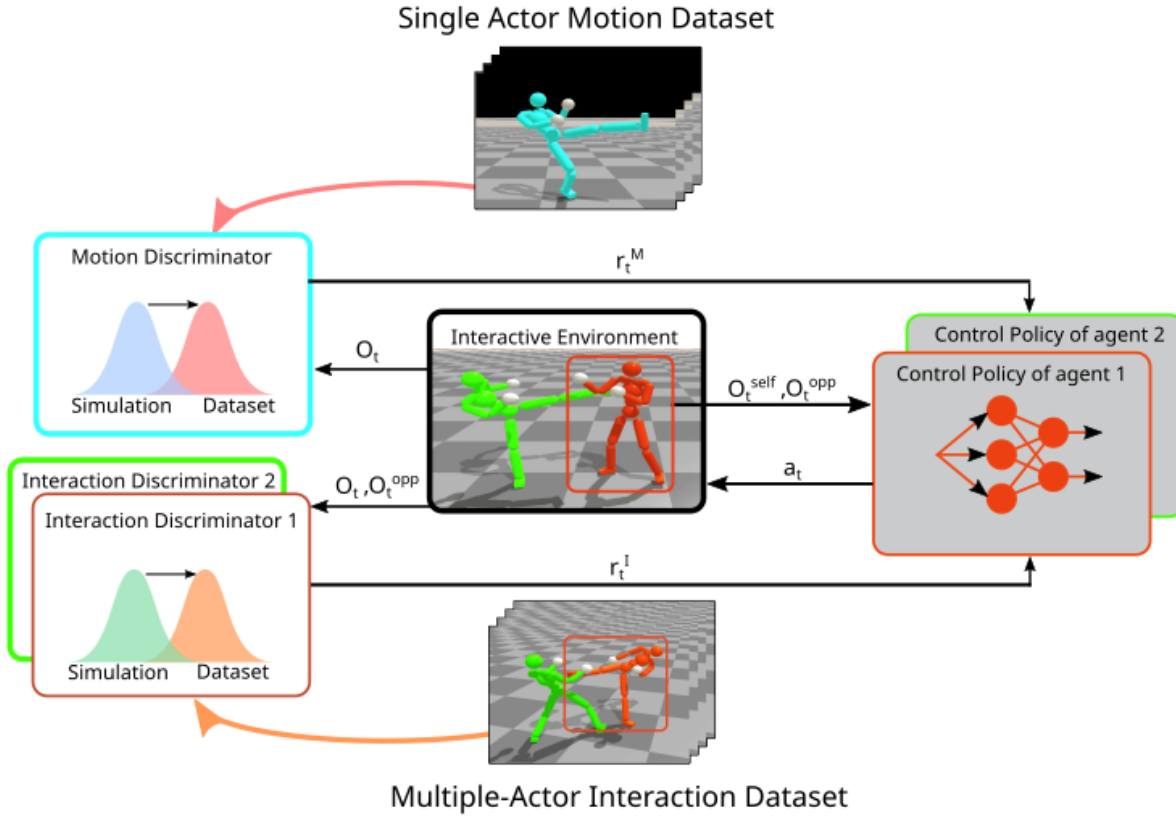 Single Actor Motion Dataset
Motion Discriminator
Simulation Dataset
r_t^M
O_t
Interactive Environment
O_t^self ,O_t^opp
a_t
Control Policy of agent 2
Control Policy of agent 1
Interaction Discriminator 2
Interaction Discriminator 1
Simulation Dataset
O_t ,O_t^opp
r_t^I
Multiple-Actor Interaction Dataset